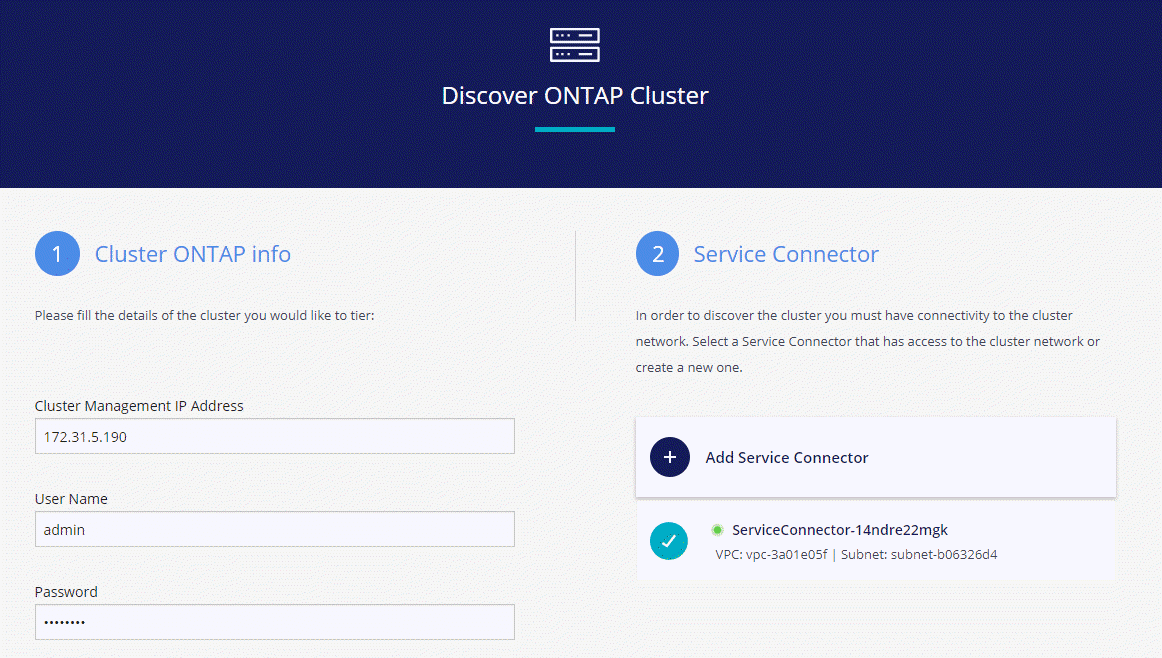 Discover ONTAP Cluster
1 Cluster ONTAP info
Please fill the details of the cluster you would like to tier:
Cluster Management IP Address
172.31.5.190
User Name
admin
Password
••••••••
2 Service Connector
In order to discover the cluster you must have connectivity to the cluster
network. Select a Service Connector that has access to the cluster network or
create a new one.
+ Add Service Connector
ServiceConnector-14ndre22mgk
VPC: vpc-3a01e05f | Subnet: subnet-b06326d4